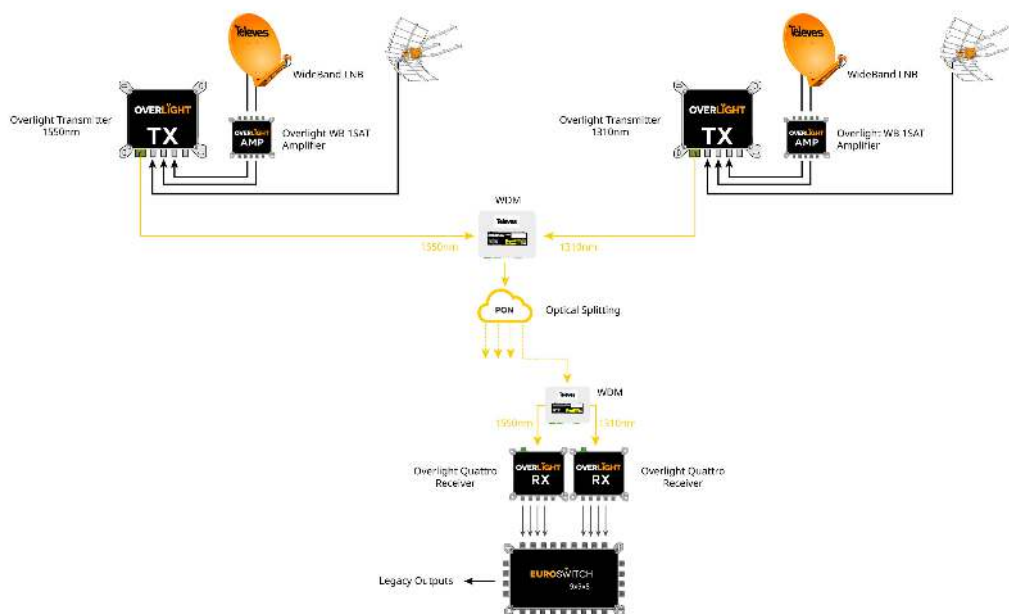 Televes
WideBand LNB
Overlight Transmitter
1550nm
OVERLIGHT
TX
OVERLIGHT
AMP
Overlight WB 1SAT
Amplifier
Televes
WideBand LNB
Overlight Transmitter
1310nm
OVERLIGHT
TX
OVERLIGHT
AMP
Overlight WB 1SAT
Amplifier
WDM
Televes
1550nm
1310nm
PON
Optical Splitting
WDM
Televes
1550nm
1310nm
Overlight Quattro
Receiver
OVERLIGHT
RX
OVERLIGHT
RX
Overlight Quattro
Receiver
Legacy Outputs
EUROSWITCH